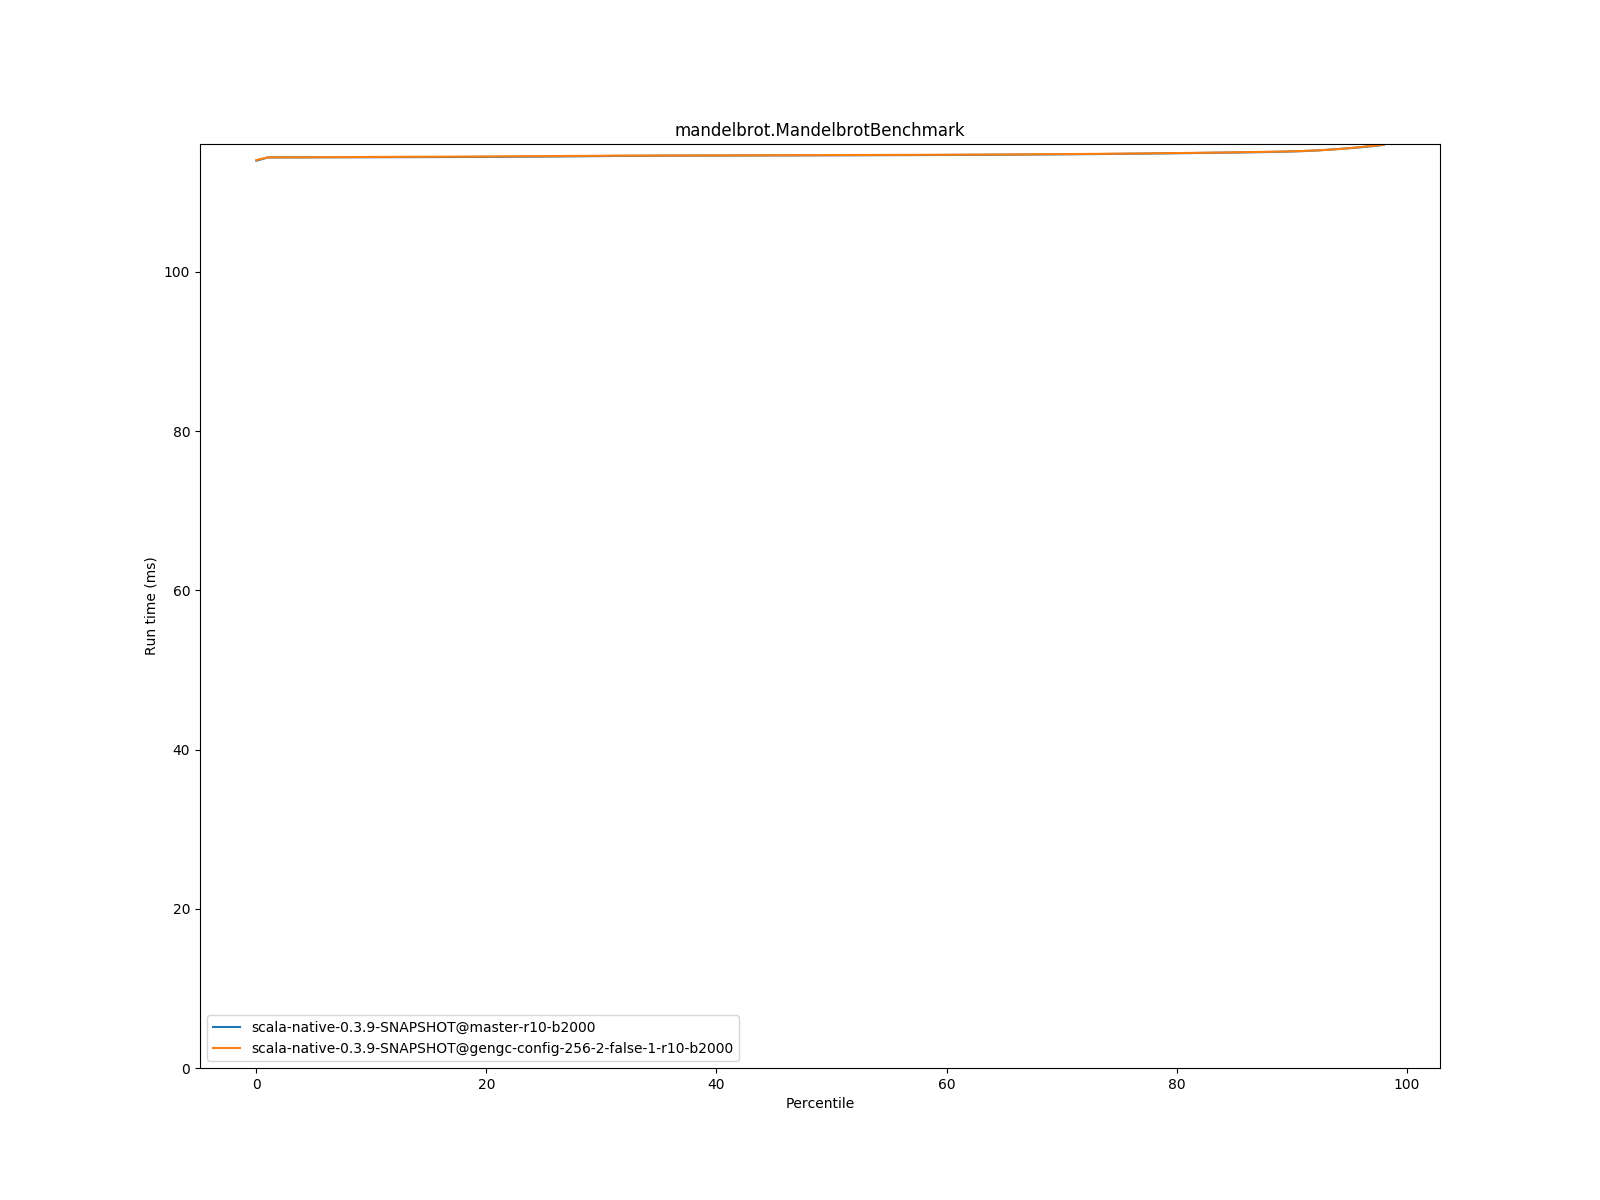 mandelbrot.MandelbrotBenchmark
100
80
60
40
20
0
Run time (ms)
scala-native-0.3.9-SNAPSHOT@master-r10-b2000
scala-native-0.3.9-SNAPSHOT@gengc-config-256-2-false-1-r10-b2000
0 20 40 60 80 100
Percentile